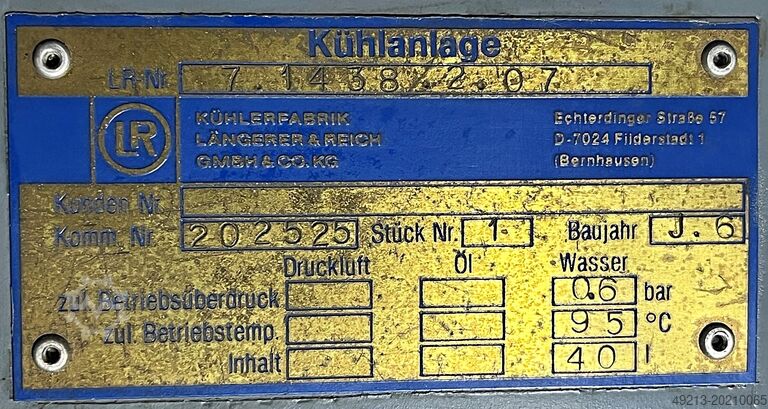 Kühlanlage
LR-Nr. 7.1438.2.07
LR
KÜHLERFABRIK
LÄNGERER & REICH
GMBH & CO. KG
Echterdinger Straße 57
D-7024 Filderstadt 1
(Bernhausen)
Kunden Nr.
Komm. Nr. 202525 Stück Nr. 1 Baujahr J.6
Druckluft Öl Wasser
zul. Betriebsüberdruck 0.6 bar
zul. Betriebstemp. 95 °C
Inhalt 40 l
49213-20210065